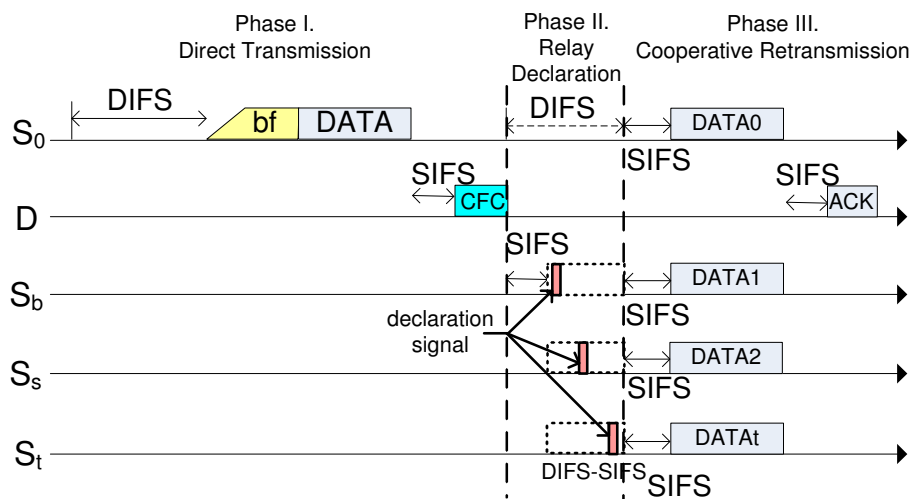 Phase I.
Direct Transmission
Phase II.
Relay
Declaration
Phase III.
Cooperative Retransmission
DIFS
bf
DATA
DIFS
DATA0
S0
SIFS
SIFS
SIFS
CFC
ACK
D
SIFS
DATA1
Sb
SIFS
declaration
signal
DATA2
Ss
SIFS
DATAt
St
DIFS-SIFS
SIFS